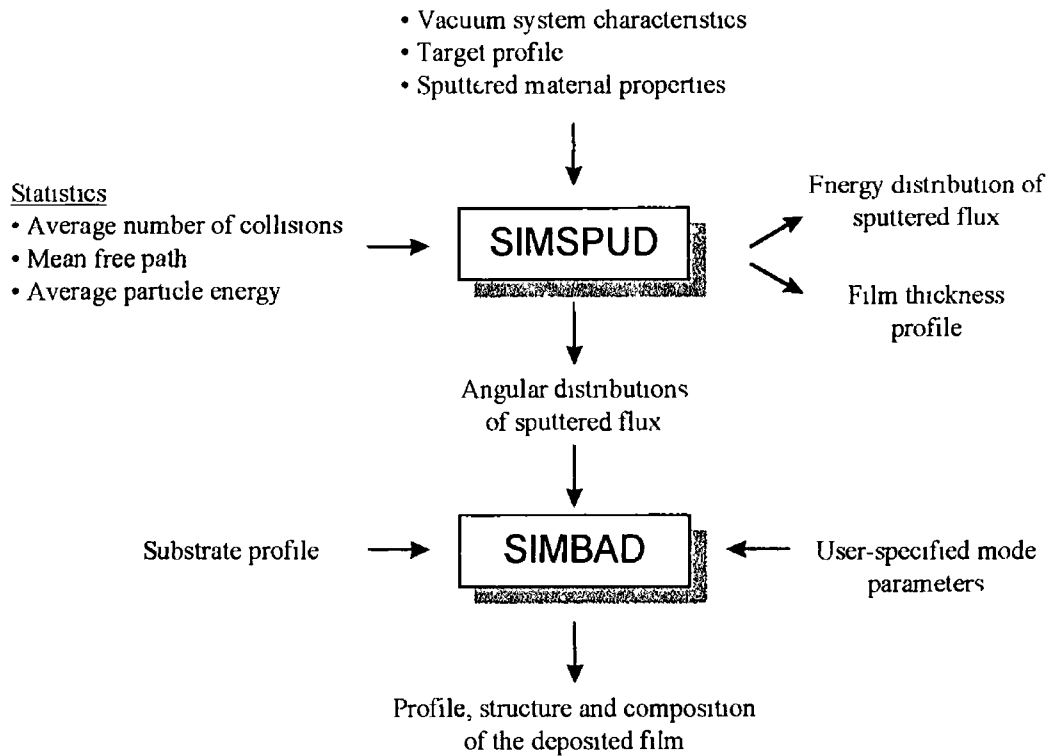 • Vacuum system characteristics
• Target profile
• Sputtered material properties
Statistics
• Average number of collisions
• Mean free path
• Average particle energy
SIMSPUD
Energy distribution of
sputtered flux
Film thickness
profile
Angular distributions
of sputtered flux
Substrate profile
SIMBAD
User-specified mode
parameters
Profile, structure and composition
of the deposited film